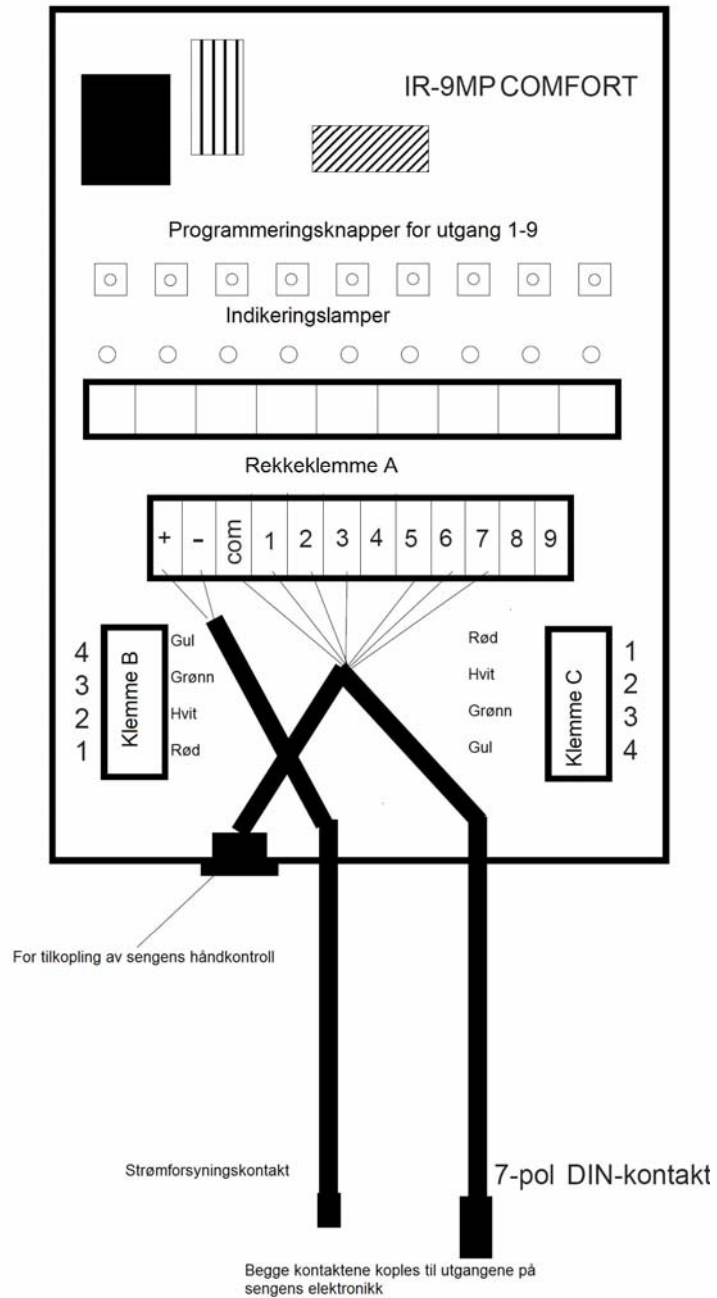 IR-9MP COMFORT
Programmeringsknapper for utgang 1-9
Indikeringslamper
Rekkeklemme A
+ - com 1 2 3 4 5 6 7 8 9
4 Gul
3 Grønn
2 Hvit
1 Rød
Klemme B
Rød 1
Hvit 2
Grønn 3
Gul 4
Klemme C
For tilkopling av sengens håndkontroll
Strømforsyningskontakt
7-pol DIN-kontakt
Begge kontaktene koples til utgangene på
sengens elektronikk